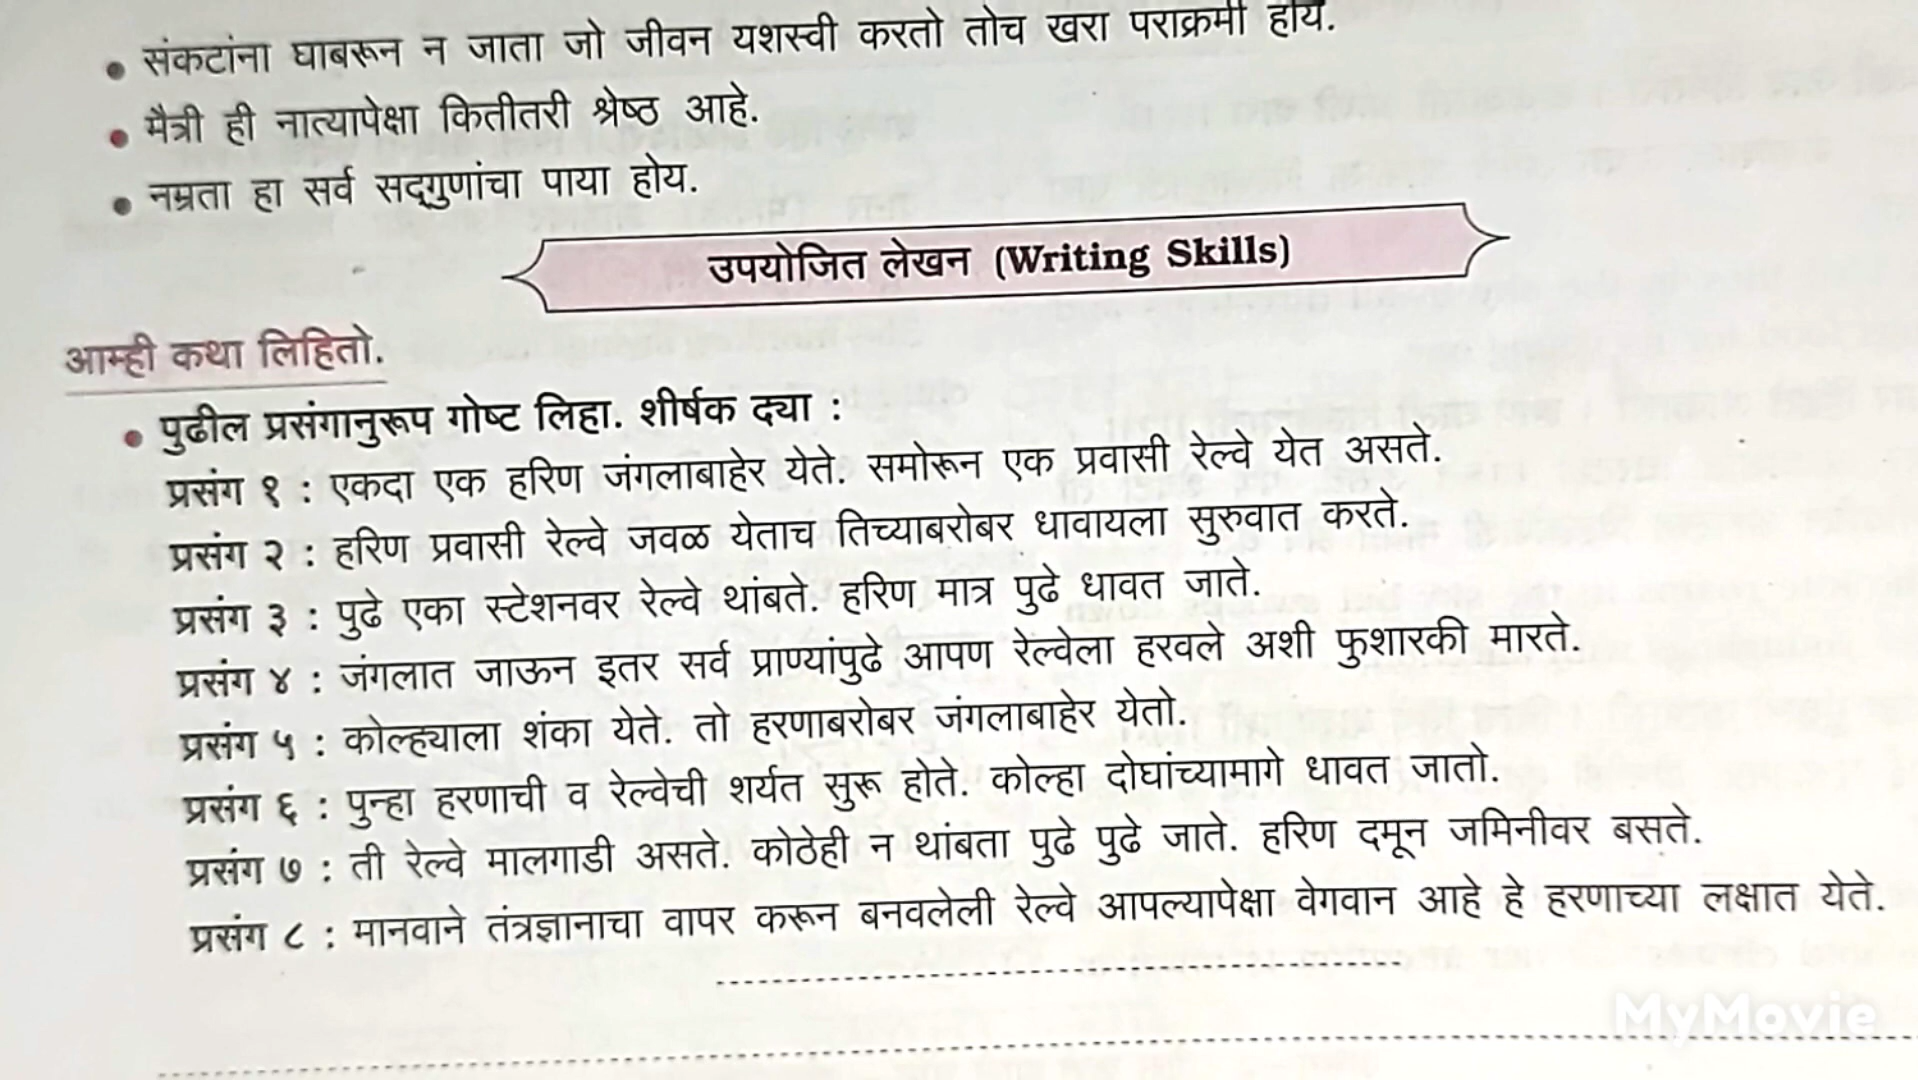 • संकटांना घाबरून न जाता जो जीवन यशस्वी करतो तोच खरा पराक्रमी होय.
• मैत्री ही नात्यापेक्षा कितीतरी श्रेष्ठ आहे.
• नम्रता हा सर्व सद्‌गुणांचा पाया होय.
उपयोजित लेखन (Writing Skills)
आम्ही कथा लिहितो.
• पुढील प्रसंगानुरूप गोष्ट लिहा. शीर्षक द्या :
प्रसंग १ : एकदा एक हरिण जंगलाबाहेर येते. समोरून एक प्रवासी रेल्वे येत असते.
प्रसंग २ : हरिण प्रवासी रेल्वे जवळ येताच तिच्याबरोबर धावायला सुरुवात करते.
प्रसंग ३ : पुढे एका स्टेशनवर रेल्वे थांबते. हरिण मात्र पुढे धावत जाते.
प्रसंग ४ : जंगलात जाऊन इतर सर्व प्राण्यांपुढे आपण रेल्वेला हरवले अशी फुशारकी मारते.
प्रसंग ५ : कोल्ह्याला शंका येते. तो हरणाबरोबर जंगलाबाहेर येतो.
प्रसंग ६ : पुन्हा हरणाची व रेल्वेची शर्यत सुरू होते. कोल्हा दोघांच्यामागे धावत जातो.
प्रसंग ७ : ती रेल्वे मालगाडी असते. कोठेही न थांबता पुढे पुढे जाते. हरिण दमून जमिनीवर बसते.
प्रसंग ८ : मानवाने तंत्रज्ञानाचा वापर करून बनवलेली रेल्वे आपल्यापेक्षा वेगवान आहे हे हरणाच्या लक्षात येते.
MyMovie